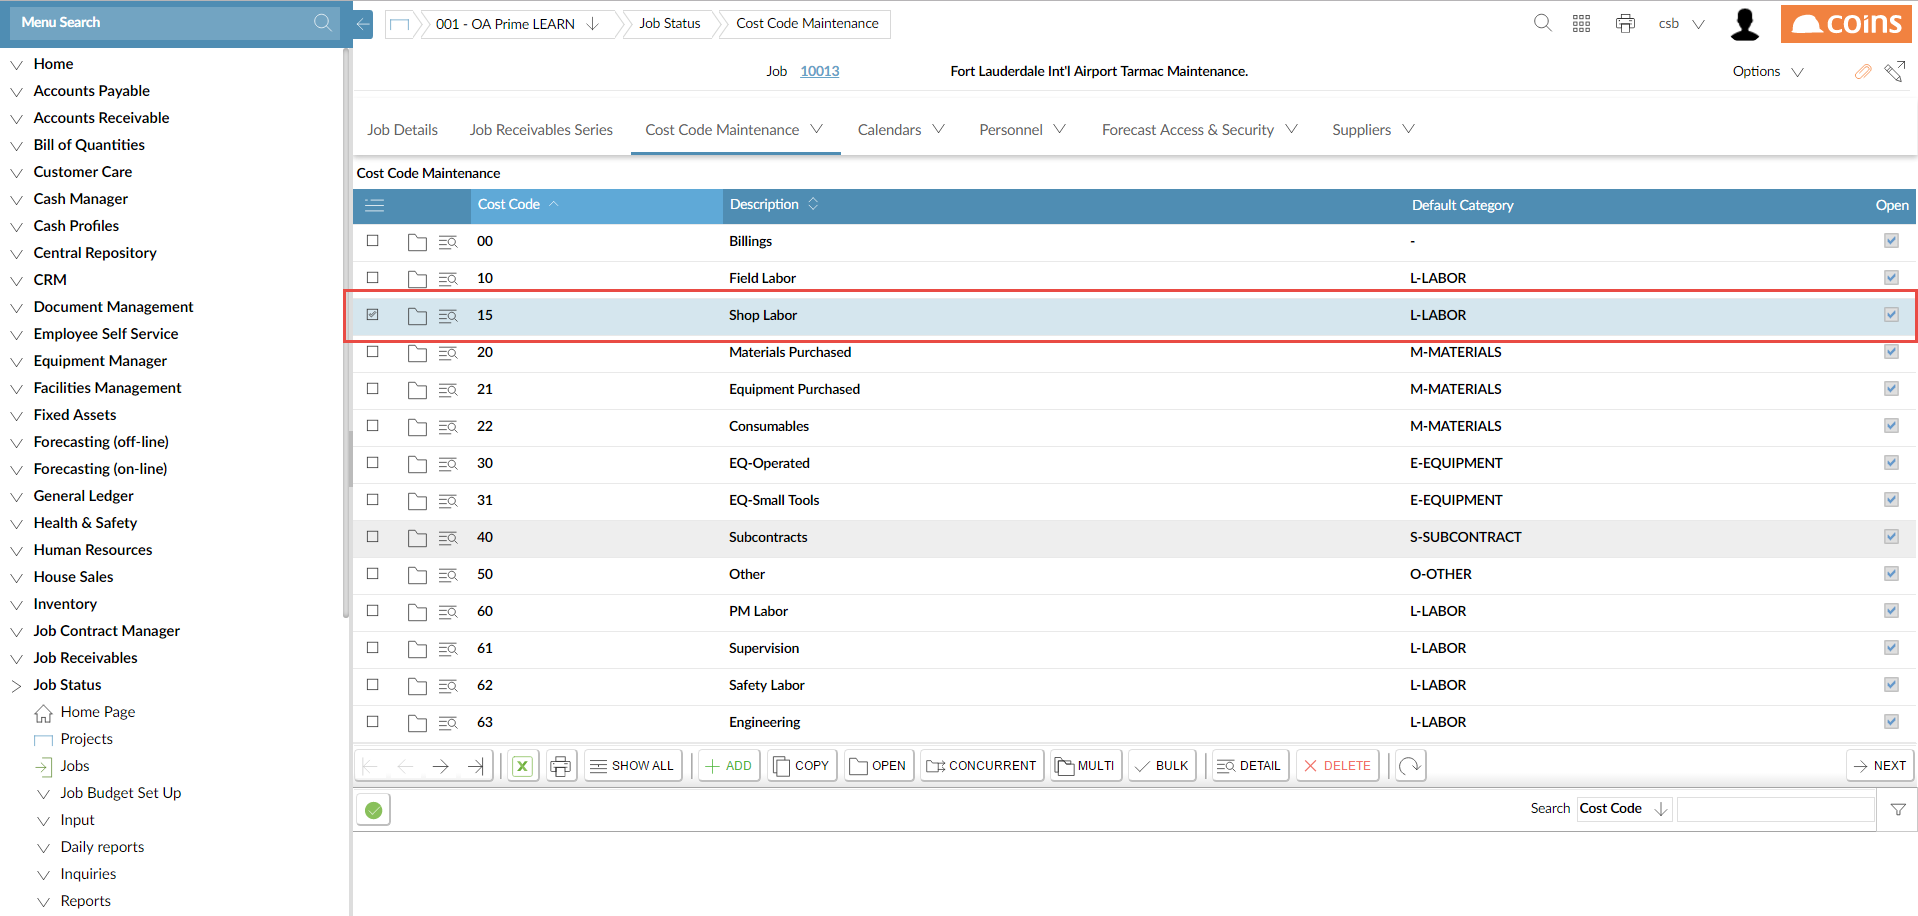 Menu Search
001 - OA Prime LEARN
Job Status
Cost Code Maintenance
csb
coins
Job 10013
Fort Lauderdale Int'l Airport Tarmac Maintenance.
Options
Job Details
Job Receivables Series
Cost Code Maintenance
Calendars
Personnel
Forecast Access & Security
Suppliers
Cost Code Maintenance
Cost Code Description Default Category Open
00 Billings -
10 Field Labor L-LABOR
15 Shop Labor L-LABOR
20 Materials Purchased M-MATERIALS
21 Equipment Purchased M-MATERIALS
22 Consumables M-MATERIALS
30 EQ-Operated E-EQUIPMENT
31 EQ-Small Tools E-EQUIPMENT
40 Subcontracts S-SUBCONTRACT
50 Other O-OTHER
60 PM Labor L-LABOR
61 Supervision L-LABOR
62 Safety Labor L-LABOR
63 Engineering L-LABOR
SHOW ALL ADD COPY OPEN CONCURRENT MULTI BULK DETAIL DELETE NEXT
Search Cost Code
Home
Accounts Payable
Accounts Receivable
Bill of Quantities
Customer Care
Cash Manager
Cash Profiles
Central Repository
CRM
Document Management
Employee Self Service
Equipment Manager
Facilities Management
Fixed Assets
Forecasting (off-line)
Forecasting (on-line)
General Ledger
Health & Safety
Human Resources
House Sales
Inventory
Job Contract Manager
Job Receivables
Job Status
Home Page
Projects
Jobs
Job Budget Set Up
Input
Daily reports
Inquiries
Reports